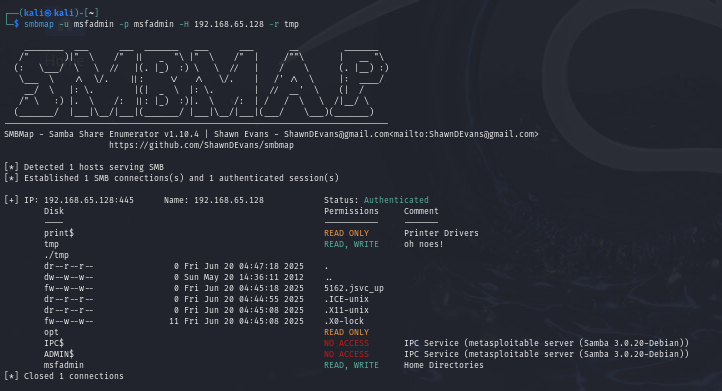 ┌──(kali㉿kali)-[~]
└─$ smbmap -u msfadmin -p msfadmin -H 192.168.65.128 -r tmp
SMBMap - Samba Share Enumerator v1.10.4 | Shawn Evans - ShawnDEvans@gmail.com<mailto:ShawnDEvans@gmail.com>
https://github.com/ShawnDEvans/smbmap
[*] Detected 1 hosts serving SMB
[*] Established 1 SMB connections(s) and 1 authenticated session(s)
[+] IP: 192.168.65.128:445 Name: 192.168.65.128 Status: Authenticated
Disk Permissions Comment
---- ----------- -------
print$ READ ONLY Printer Drivers
tmp READ, WRITE oh noes!
./tmp
dr--r--r-- 0 Fri Jun 20 04:47:18 2025 .
dw--w--w-- 0 Sun May 20 14:36:11 2012 ..
fw--w--w-- 0 Fri Jun 20 04:45:18 2025 5162.jsvc_up
dr--r--r-- 0 Fri Jun 20 04:44:55 2025 .ICE-unix
dr--r--r-- 0 Fri Jun 20 04:45:08 2025 .X11-unix
fw--w--w-- 11 Fri Jun 20 04:45:08 2025 .X0-lock
opt READ ONLY
IPC$ NO ACCESS IPC Service (metasploitable server (Samba 3.0.20-Debian))
ADMIN$ NO ACCESS IPC Service (metasploitable server (Samba 3.0.20-Debian))
msfadmin READ, WRITE Home Directories
[*] Closed 1 connections